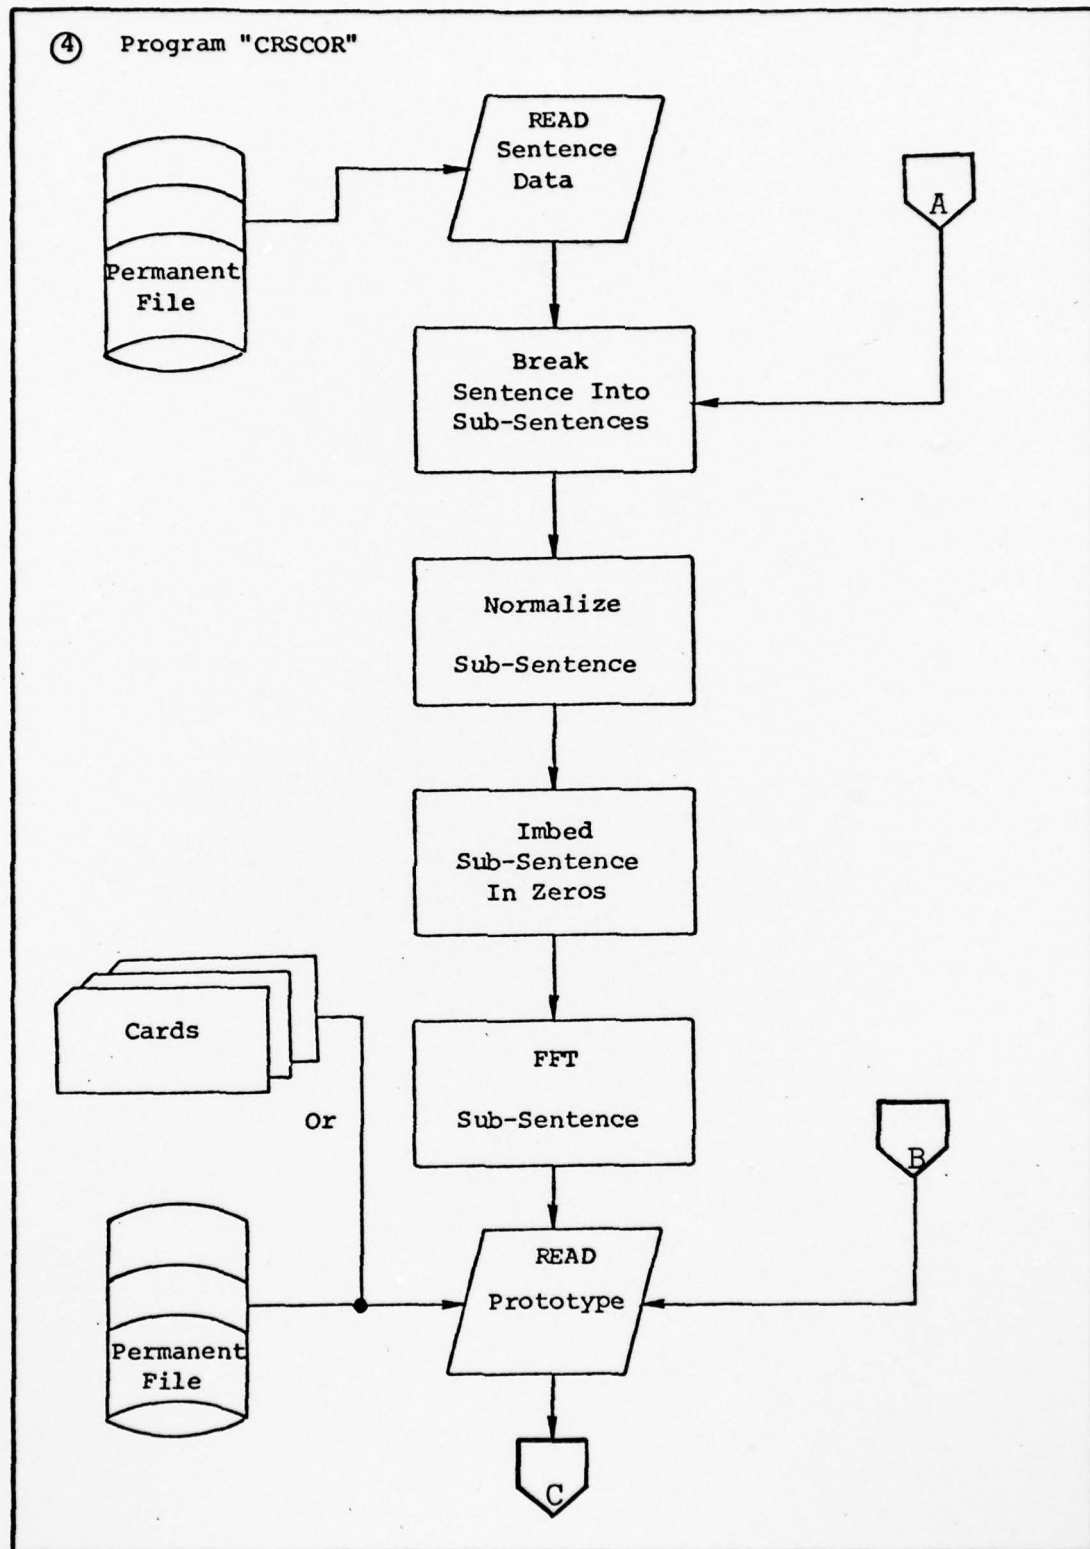 ④ Program "CRSCOR"
READ
Sentence
Data
A
Permanent
File
Break
Sentence Into
Sub-Sentences
Normalize
Sub-Sentence
Imbed
Sub-Sentence
In Zeros
Cards
Or
FFT
Sub-Sentence
B
READ
Prototype
Permanent
File
C